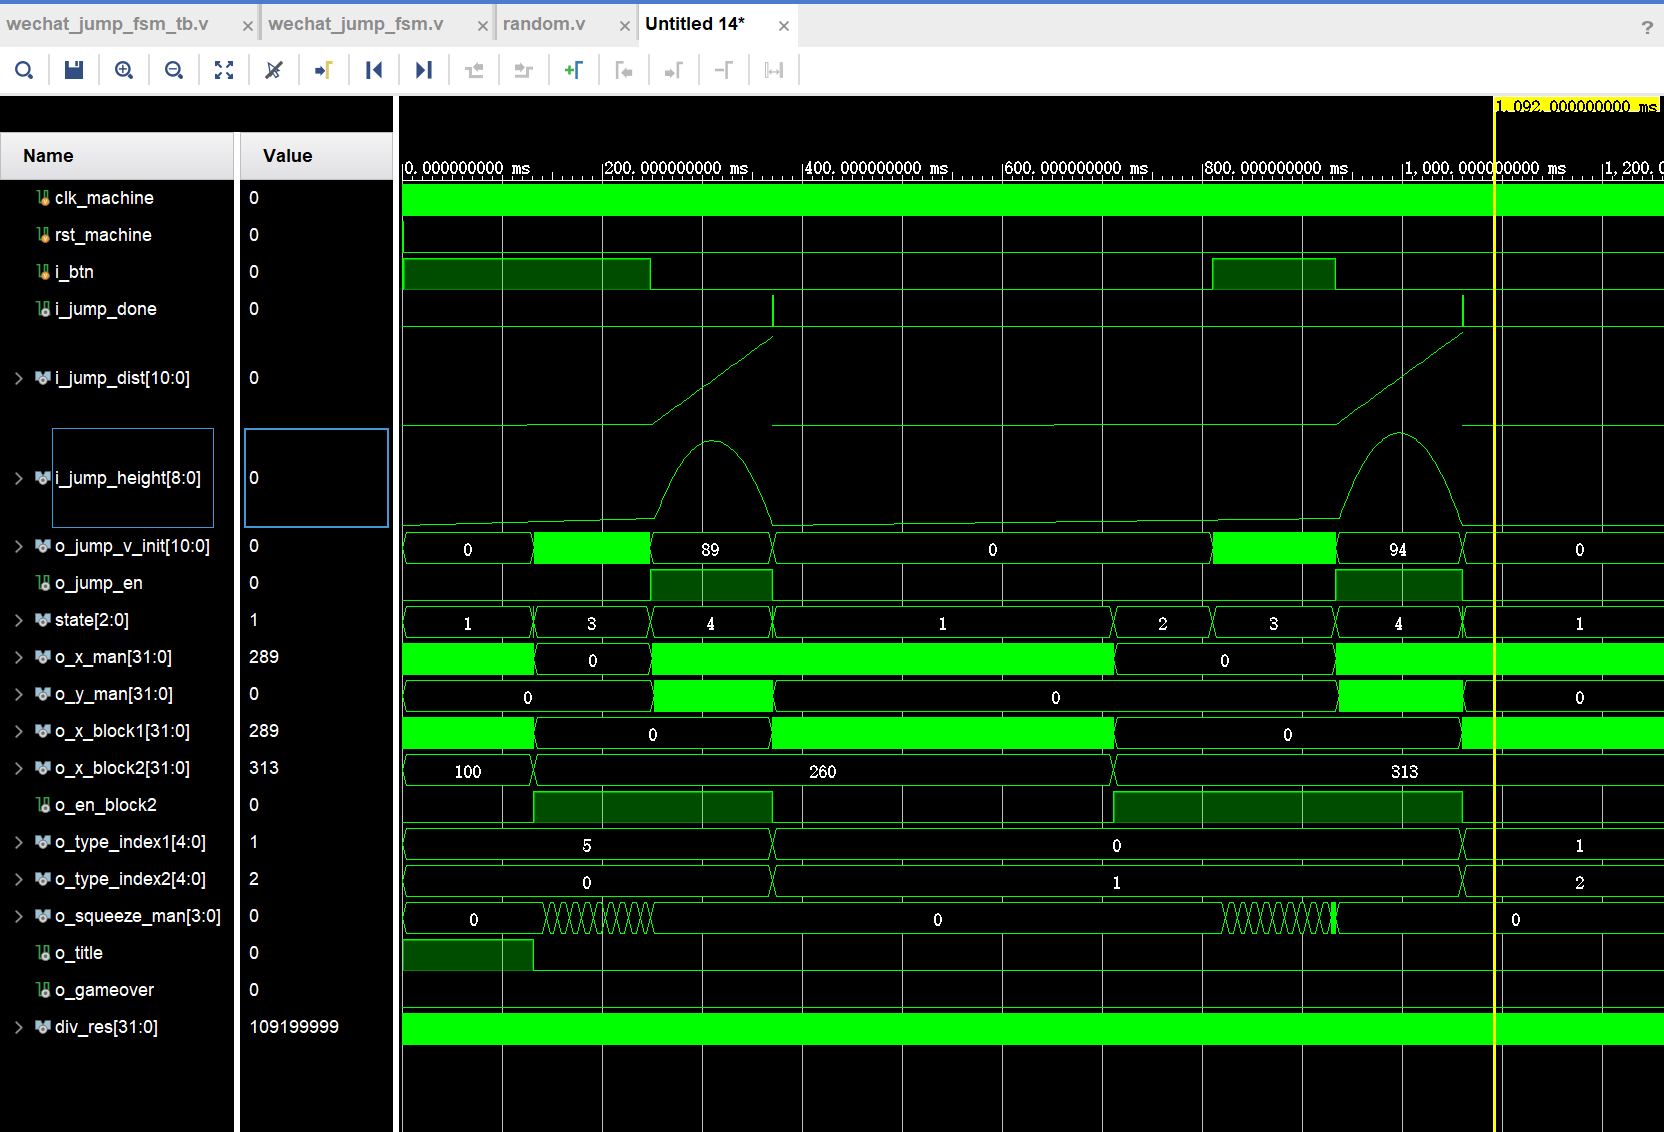 wechat_jump_fsm_tb.v × wechat_jump_fsm.v × random.v × Untitled 14* × ?
1,092.000000000 ms
Name Value
0.000000000 ms 200.000000000 ms 400.000000000 ms 600.000000000 ms 800.000000000 ms 1,000.000000000 ms 1,200.0
clk_machine 0
rst_machine 0
i_btn 0
i_jump_done 0
i_jump_dist[10:0] 0
i_jump_height[8:0] 0
o_jump_v_init[10:0] 0 0 89 0 94 0
o_jump_en 0
state[2:0] 1 1 3 4 1 2 3 4 1
o_x_man[31:0] 289 0 0
o_y_man[31:0] 0 0 0 0
o_x_block1[31:0] 289 0 0
o_x_block2[31:0] 313 100 260 313
o_en_block2 0
o_type_index1[4:0] 1 5 0 1
o_type_index2[4:0] 2 0 1 2
o_squeeze_man[3:0] 0 0 0 0
o_title 0
o_gameover 0
div_res[31:0] 109199999